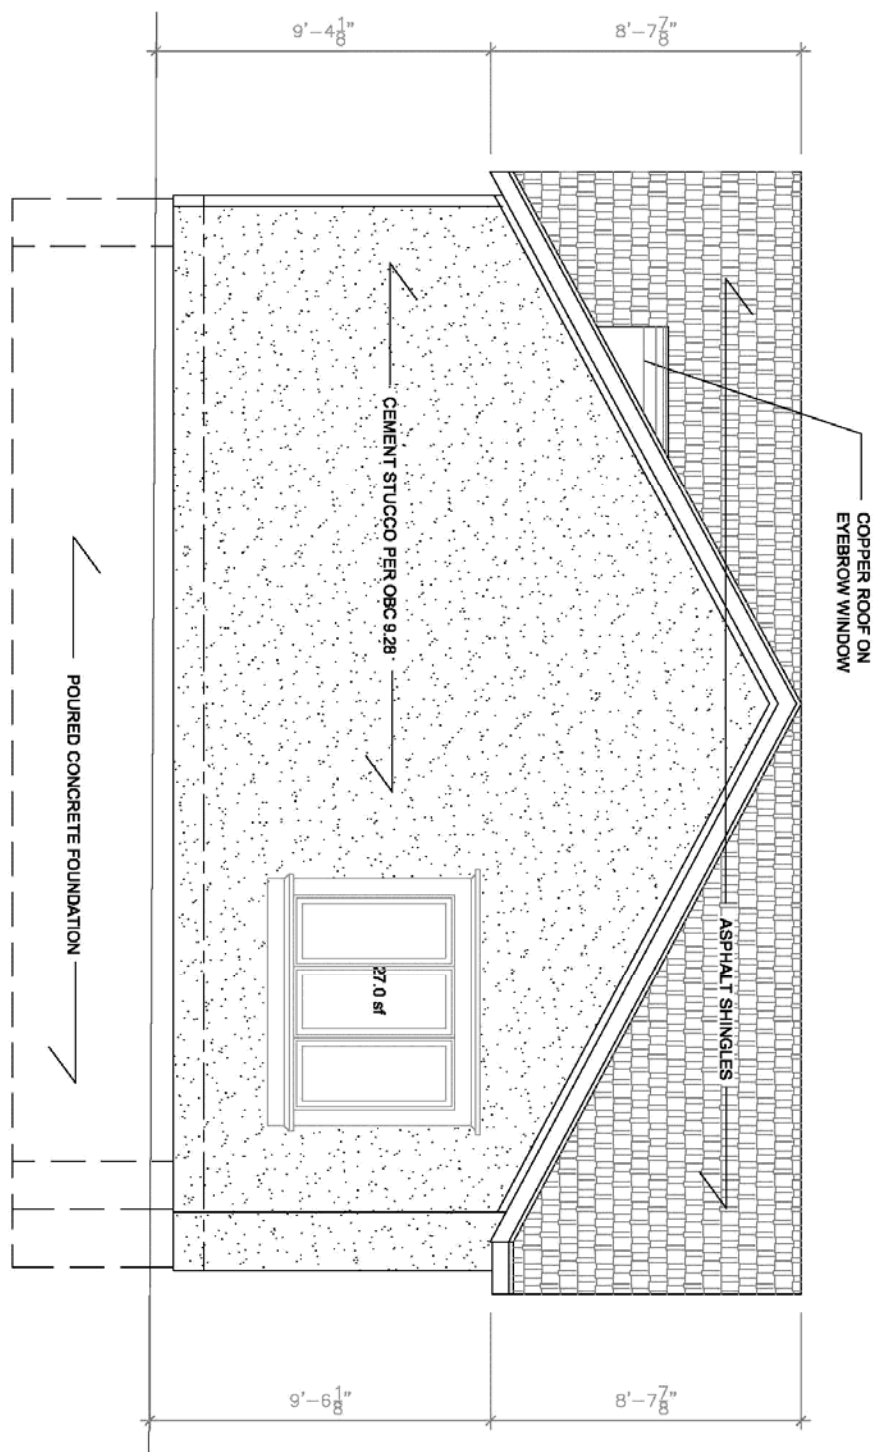 9'-4 1/8"
8'-7 7/8"
COPPER ROOF ON
EYEBROW WINDOW
CEMENT STUCCO PER OBC 9.28
ASPHALT SHINGLES
27.0 sf
POURED CONCRETE FOUNDATION
9'-6 1/8"
8'-7 7/8"